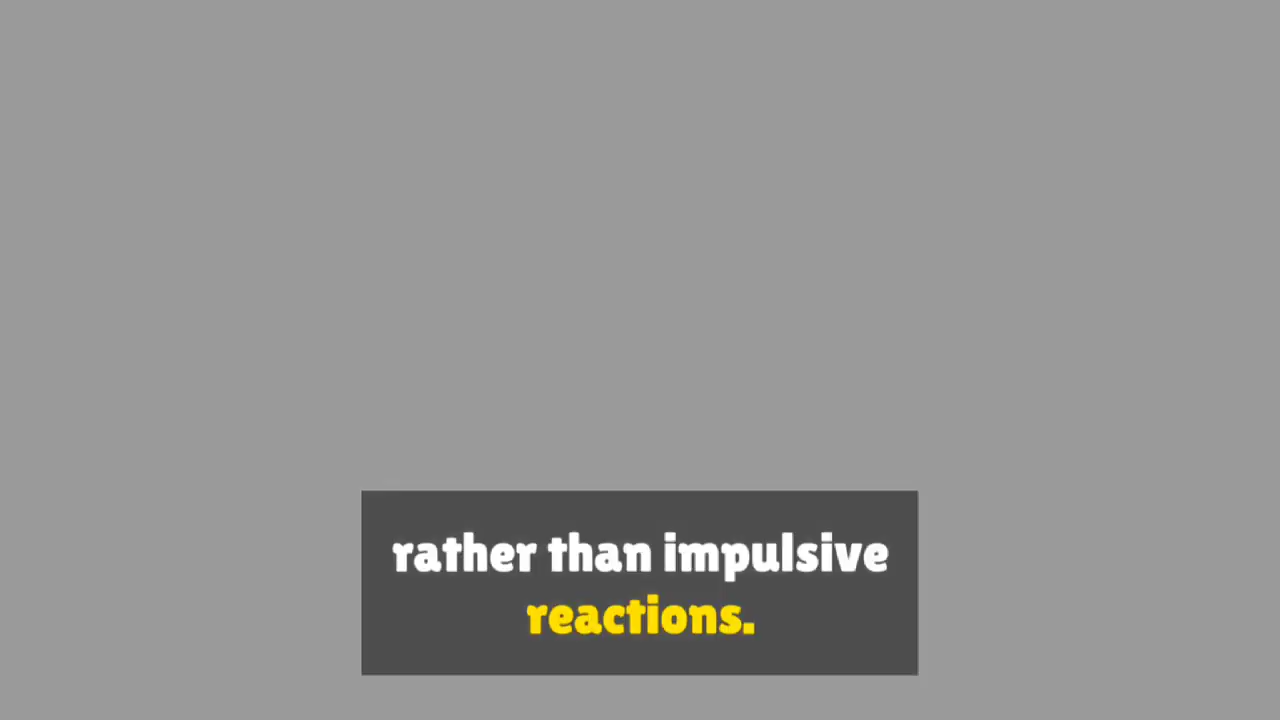 rather than impulsive
reactions.